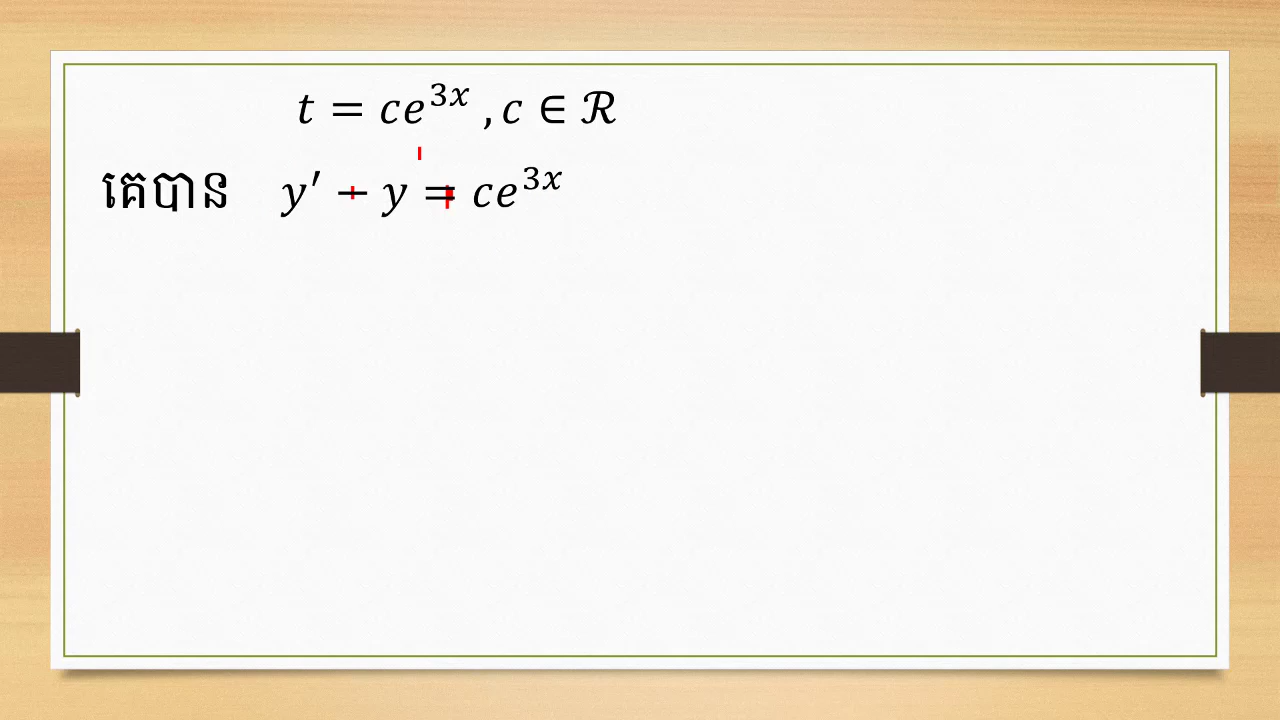 t = ce^{3x} , c ∈ ℛ
គេបាន y′ − y = ce^{3x}